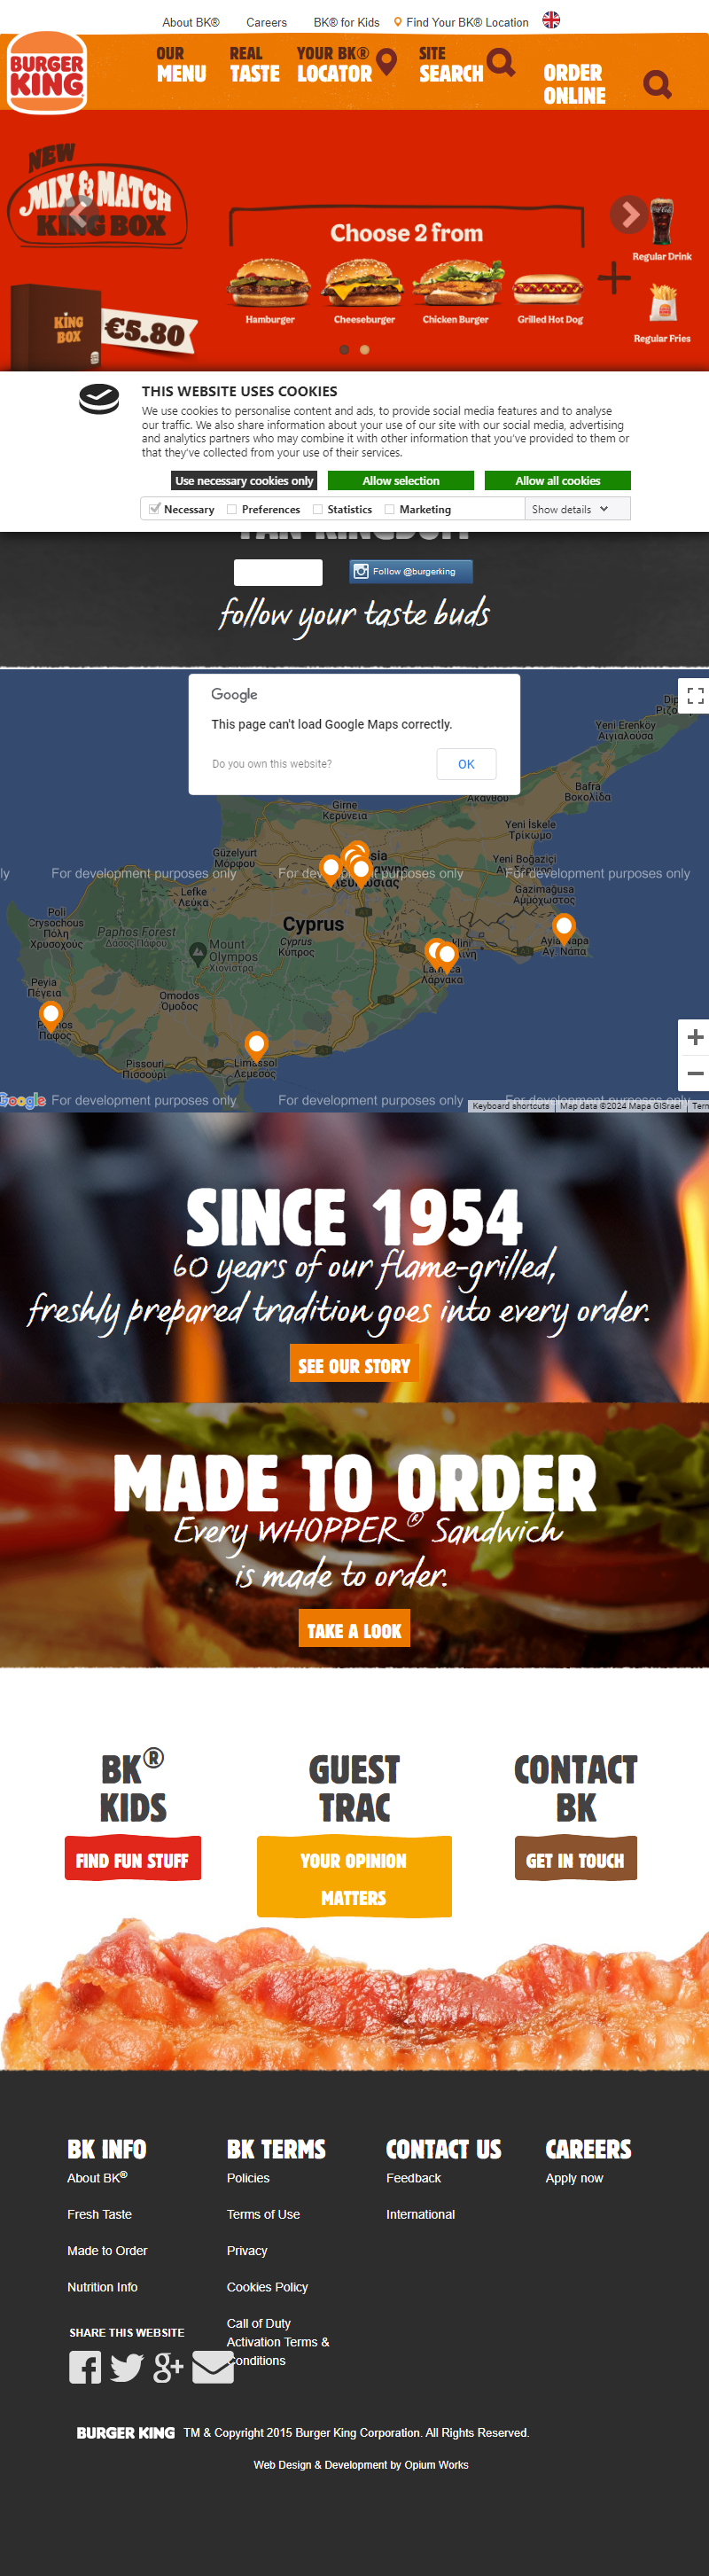 About BK®
Careers
BK® for Kids
Find Your BK® Location
BURGER
KING
OUR
MENU
REAL
TASTE
YOUR BK®
LOCATOR
SITE
SEARCH
ORDER
ONLINE
NEW
MIX & MATCH
KING BOX
Choose 2 from
Hamburger
Cheeseburger
Chicken Burger
Grilled Hot Dog
Regular Drink
Regular Fries
KING
BOX
€5.80
THIS WEBSITE USES COOKIES
We use cookies to personalise content and ads, to provide social media features and to analyse
our traffic. We also share information about your use of our site with our social media, advertising
and analytics partners who may combine it with other information that you've provided to them or
that they've collected from your use of their services.
Use necessary cookies only
Allow selection
Allow all cookies
Necessary
Preferences
Statistics
Marketing
Show details
Follow @burgerking
follow your taste buds
Google
This page can't load Google Maps correctly.
Do you own this website?
OK
Yeni Erenköy
Αιγιαλούσα
Bafra
Βοκολίδα
Girne
Κερύνεια
Yeni İskele
Τρίκωμο
Güzelyurt
Μόρφου
Yeni Boğaziçi
For development purposes only
For development purposes only
For development purposes only
Gazimağusa
Αμμόχωστος
Lefke
Λεύκα
Poli
Crysochous
Πόλη
Χρυσοχούς
Paphos Forest
Δάσος Πάφου
Mount
Olympos
Χιονίστρα
Cyprus
Cyprus
Κύπρος
Αγ. Νάπα
Λάρνακα
Peyia
Πέγεια
Omodos
Όμοδος
Πάφος
Pissouri
Πισσούρι
Limassol
Λεμεσός
Google
For development purposes only
For development purposes only
For development purposes only
Keyboard shortcuts
Map data ©2024 Mapa GISrael
SINCE 1954
60 years of our flame-grilled,
freshly prepared tradition goes into every order.
SEE OUR STORY
MADE TO ORDER
Every WHOPPER® Sandwich
is made to order.
TAKE A LOOK
BK®
KIDS
FIND FUN STUFF
GUEST
TRAC
YOUR OPINION
MATTERS
CONTACT
BK
GET IN TOUCH
BK INFO
About BK®
Fresh Taste
Made to Order
Nutrition Info
BK TERMS
Policies
Terms of Use
Privacy
Cookies Policy
Call of Duty
Activation Terms &
Conditions
CONTACT US
Feedback
International
CAREERS
Apply now
SHARE THIS WEBSITE
BURGER KING TM & Copyright 2015 Burger King Corporation. All Rights Reserved.
Web Design & Development by Opium Works